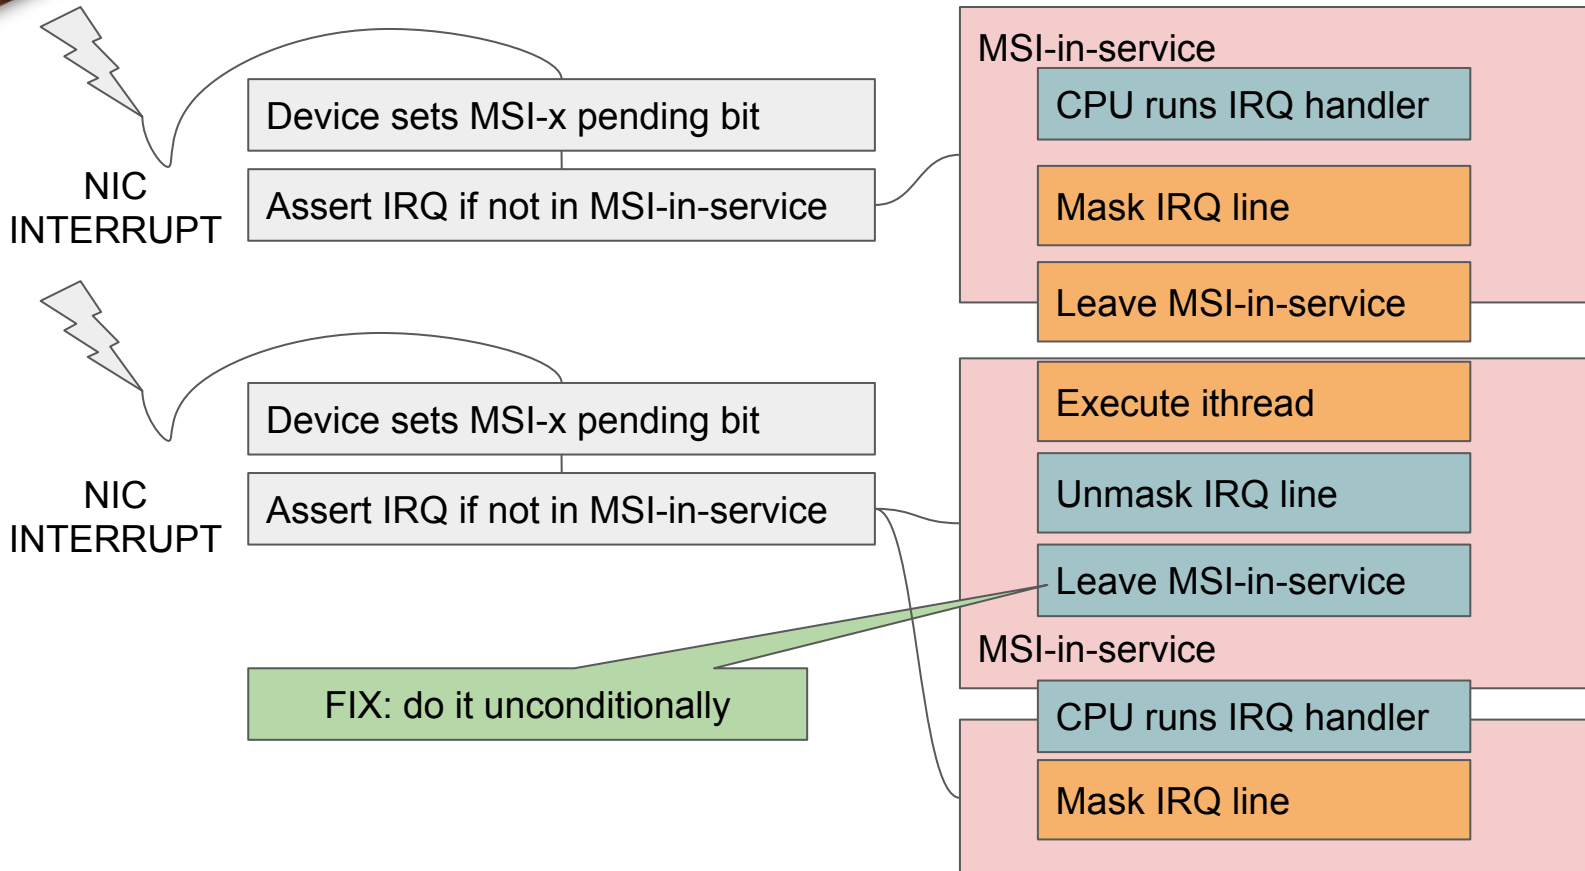 NIC
INTERRUPT
Device sets MSI-x pending bit
Assert IRQ if not in MSI-in-service
MSI-in-service
CPU runs IRQ handler
Mask IRQ line
Leave MSI-in-service
NIC
INTERRUPT
Device sets MSI-x pending bit
Assert IRQ if not in MSI-in-service
Execute ithread
Unmask IRQ line
Leave MSI-in-service
MSI-in-service
FIX: do it unconditionally
CPU runs IRQ handler
Mask IRQ line